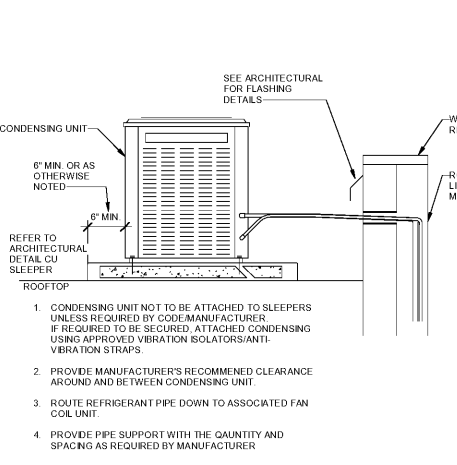 SEE ARCHITECTURAL
FOR FLASHING
DETAILS
CONDENSING UNIT
6" MIN. OR AS
OTHERWISE
NOTED
6" MIN.
REFER TO
ARCHITECTURAL
DETAIL CU
SLEEPER
ROOFTOP
1. CONDENSING UNIT NOT TO BE ATTACHED TO SLEEPERS
UNLESS REQUIRED BY CODE/MANUFACTURER.
IF REQUIRED TO BE SECURED, ATTACHED CONDENSING
USING APPROVED VIBRATION ISOLATORS/ANTI-
VIBRATION STRAPS.
2. PROVIDE MANUFACTURER'S RECOMMENED CLEARANCE
AROUND AND BETWEEN CONDENSING UNIT.
3. ROUTE REFRIGERANT PIPE DOWN TO ASSOCIATED FAN
COIL UNIT.
4. PROVIDE PIPE SUPPORT WITH THE QAUNTITY AND
SPACING AS REQUIRED BY MANUFACTURER